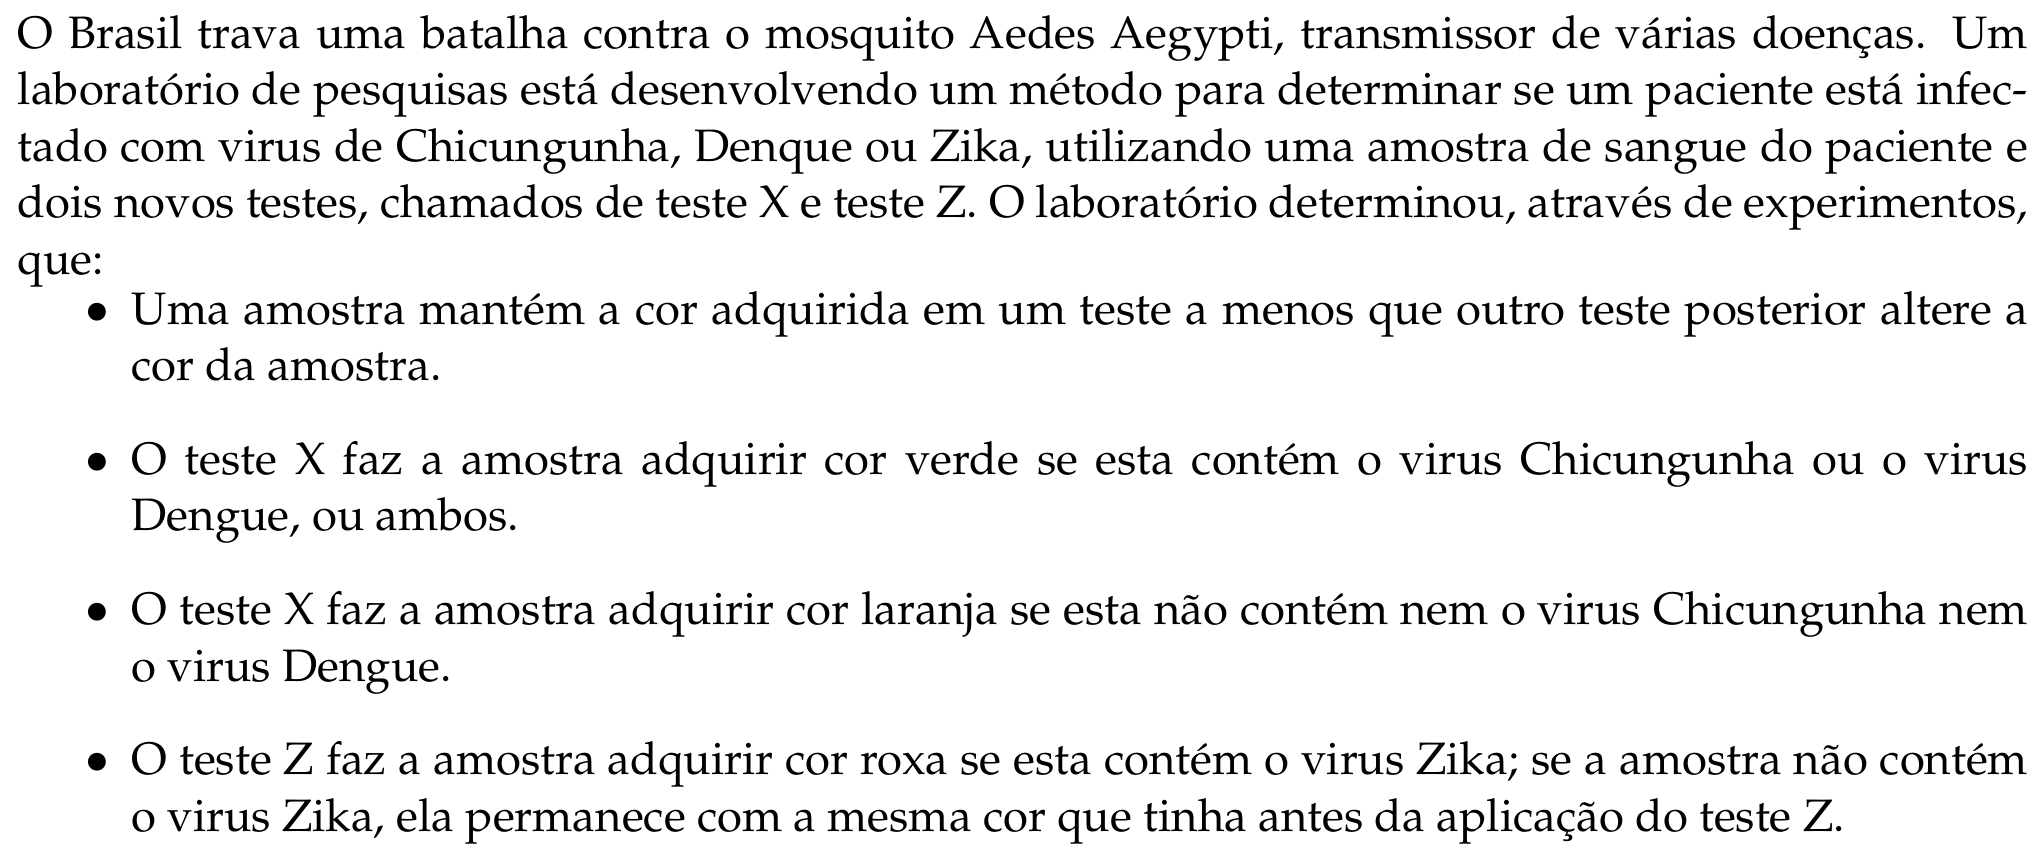 O Brasil trava uma batalha contra o mosquito Aedes Aegypti, transmissor de várias doenças. Um
laboratório de pesquisas está desenvolvendo um método para determinar se um paciente está infec-
tado com virus de Chicungunha, Denque ou Zika, utilizando uma amostra de sangue do paciente e
dois novos testes, chamados de teste X e teste Z. O laboratório determinou, através de experimentos,
que:
• Uma amostra mantém a cor adquirida em um teste a menos que outro teste posterior altere a
cor da amostra.
• O teste X faz a amostra adquirir cor verde se esta contém o virus Chicungunha ou o virus
Dengue, ou ambos.
• O teste X faz a amostra adquirir cor laranja se esta não contém nem o virus Chicungunha nem
o virus Dengue.
• O teste Z faz a amostra adquirir cor roxa se esta contém o virus Zika; se a amostra não contém
o virus Zika, ela permanece com a mesma cor que tinha antes da aplicação do teste Z.